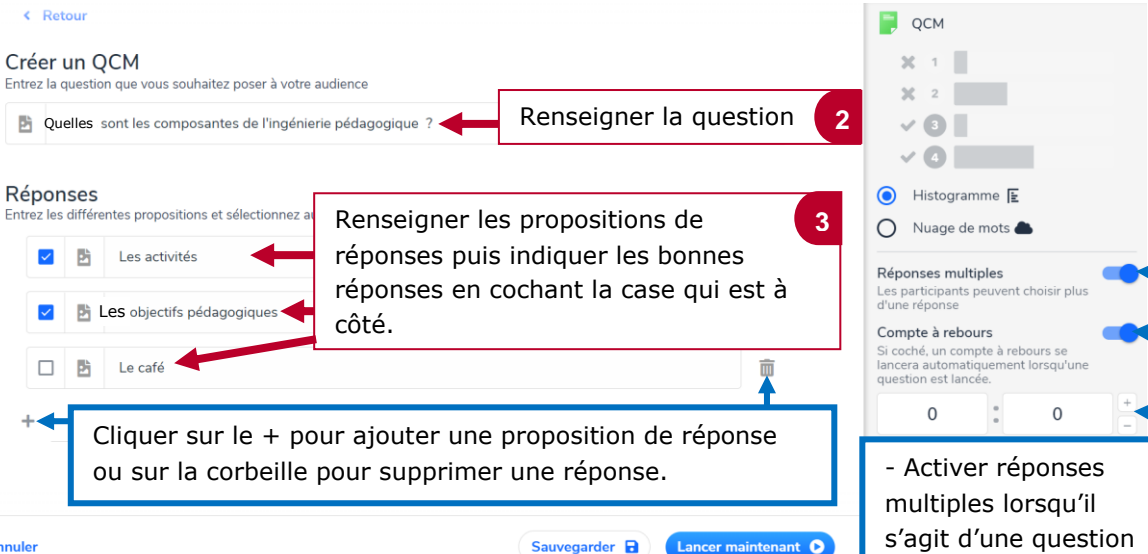 Retour
Créer un QCM
Entrez la question que vous souhaitez poser à votre audience
Quelles sont les composantes de l'ingénierie pédagogique ?
Renseigner la question
2
Réponses
Entrez les différentes propositions et sélectionnez au
Renseigner les propositions de
réponses puis indiquer les bonnes
réponses en cochant la case qui est à
côté.
3
Les activités
Les objectifs pédagogiques
Le café
+
Cliquer sur le + pour ajouter une proposition de réponse
ou sur la corbeille pour supprimer une réponse.
nnuler
Sauvegarder
Lancer maintenant
QCM
1
2
3
4
Histogramme
Nuage de mots
Réponses multiples
Les participants peuvent choisir plus
d'une réponse
Compte à rebours
Si coché, un compte à rebours se
lancera automatiquement lorsqu'une
question est lancée.
0 : 0
+
−
- Activer réponses
multiples lorsqu’il
s’agit d’une question